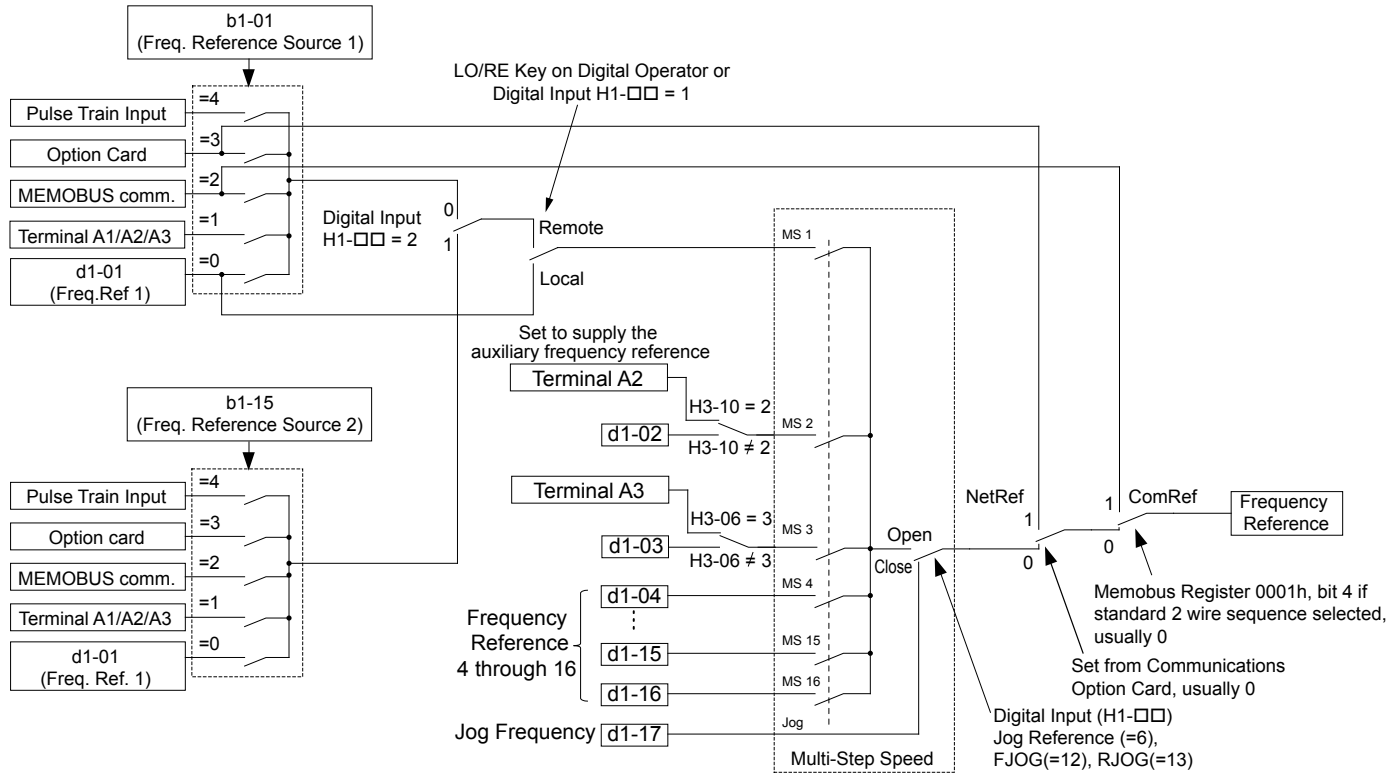 b1-01
(Freq. Reference Source 1)
LO/RE Key on Digital Operator or
Digital Input H1-□□ = 1
Pulse Train Input
=4
Option Card
=3
MEMOBUS comm.
=2
Terminal A1/A2/A3
=1
d1-01
(Freq.Ref 1)
=0
Digital Input
H1-□□ = 2
0
1
Remote
Local
MS 1
Set to supply the
auxiliary frequency reference
Terminal A2
H3-10 = 2
d1-02
H3-10 ≠ 2
MS 2
Terminal A3
H3-06 = 3
d1-03
H3-06 ≠ 3
MS 3
Frequency
Reference
4 through 16
d1-04
MS 4
d1-15
MS 15
d1-16
MS 16
Jog Frequency
d1-17
Jog
Multi-Step Speed
b1-15
(Freq. Reference Source 2)
Pulse Train Input
=4
Option card
=3
MEMOBUS comm.
=2
Terminal A1/A2/A3
=1
d1-01
(Freq. Ref. 1)
=0
Open
Close
NetRef
1
0
ComRef
1
0
Frequency
Reference
Memobus Register 0001h, bit 4 if
standard 2 wire sequence selected,
usually 0
Set from Communications
Option Card, usually 0
Digital Input (H1-□□)
Jog Reference (=6),
FJOG(=12), RJOG(=13)